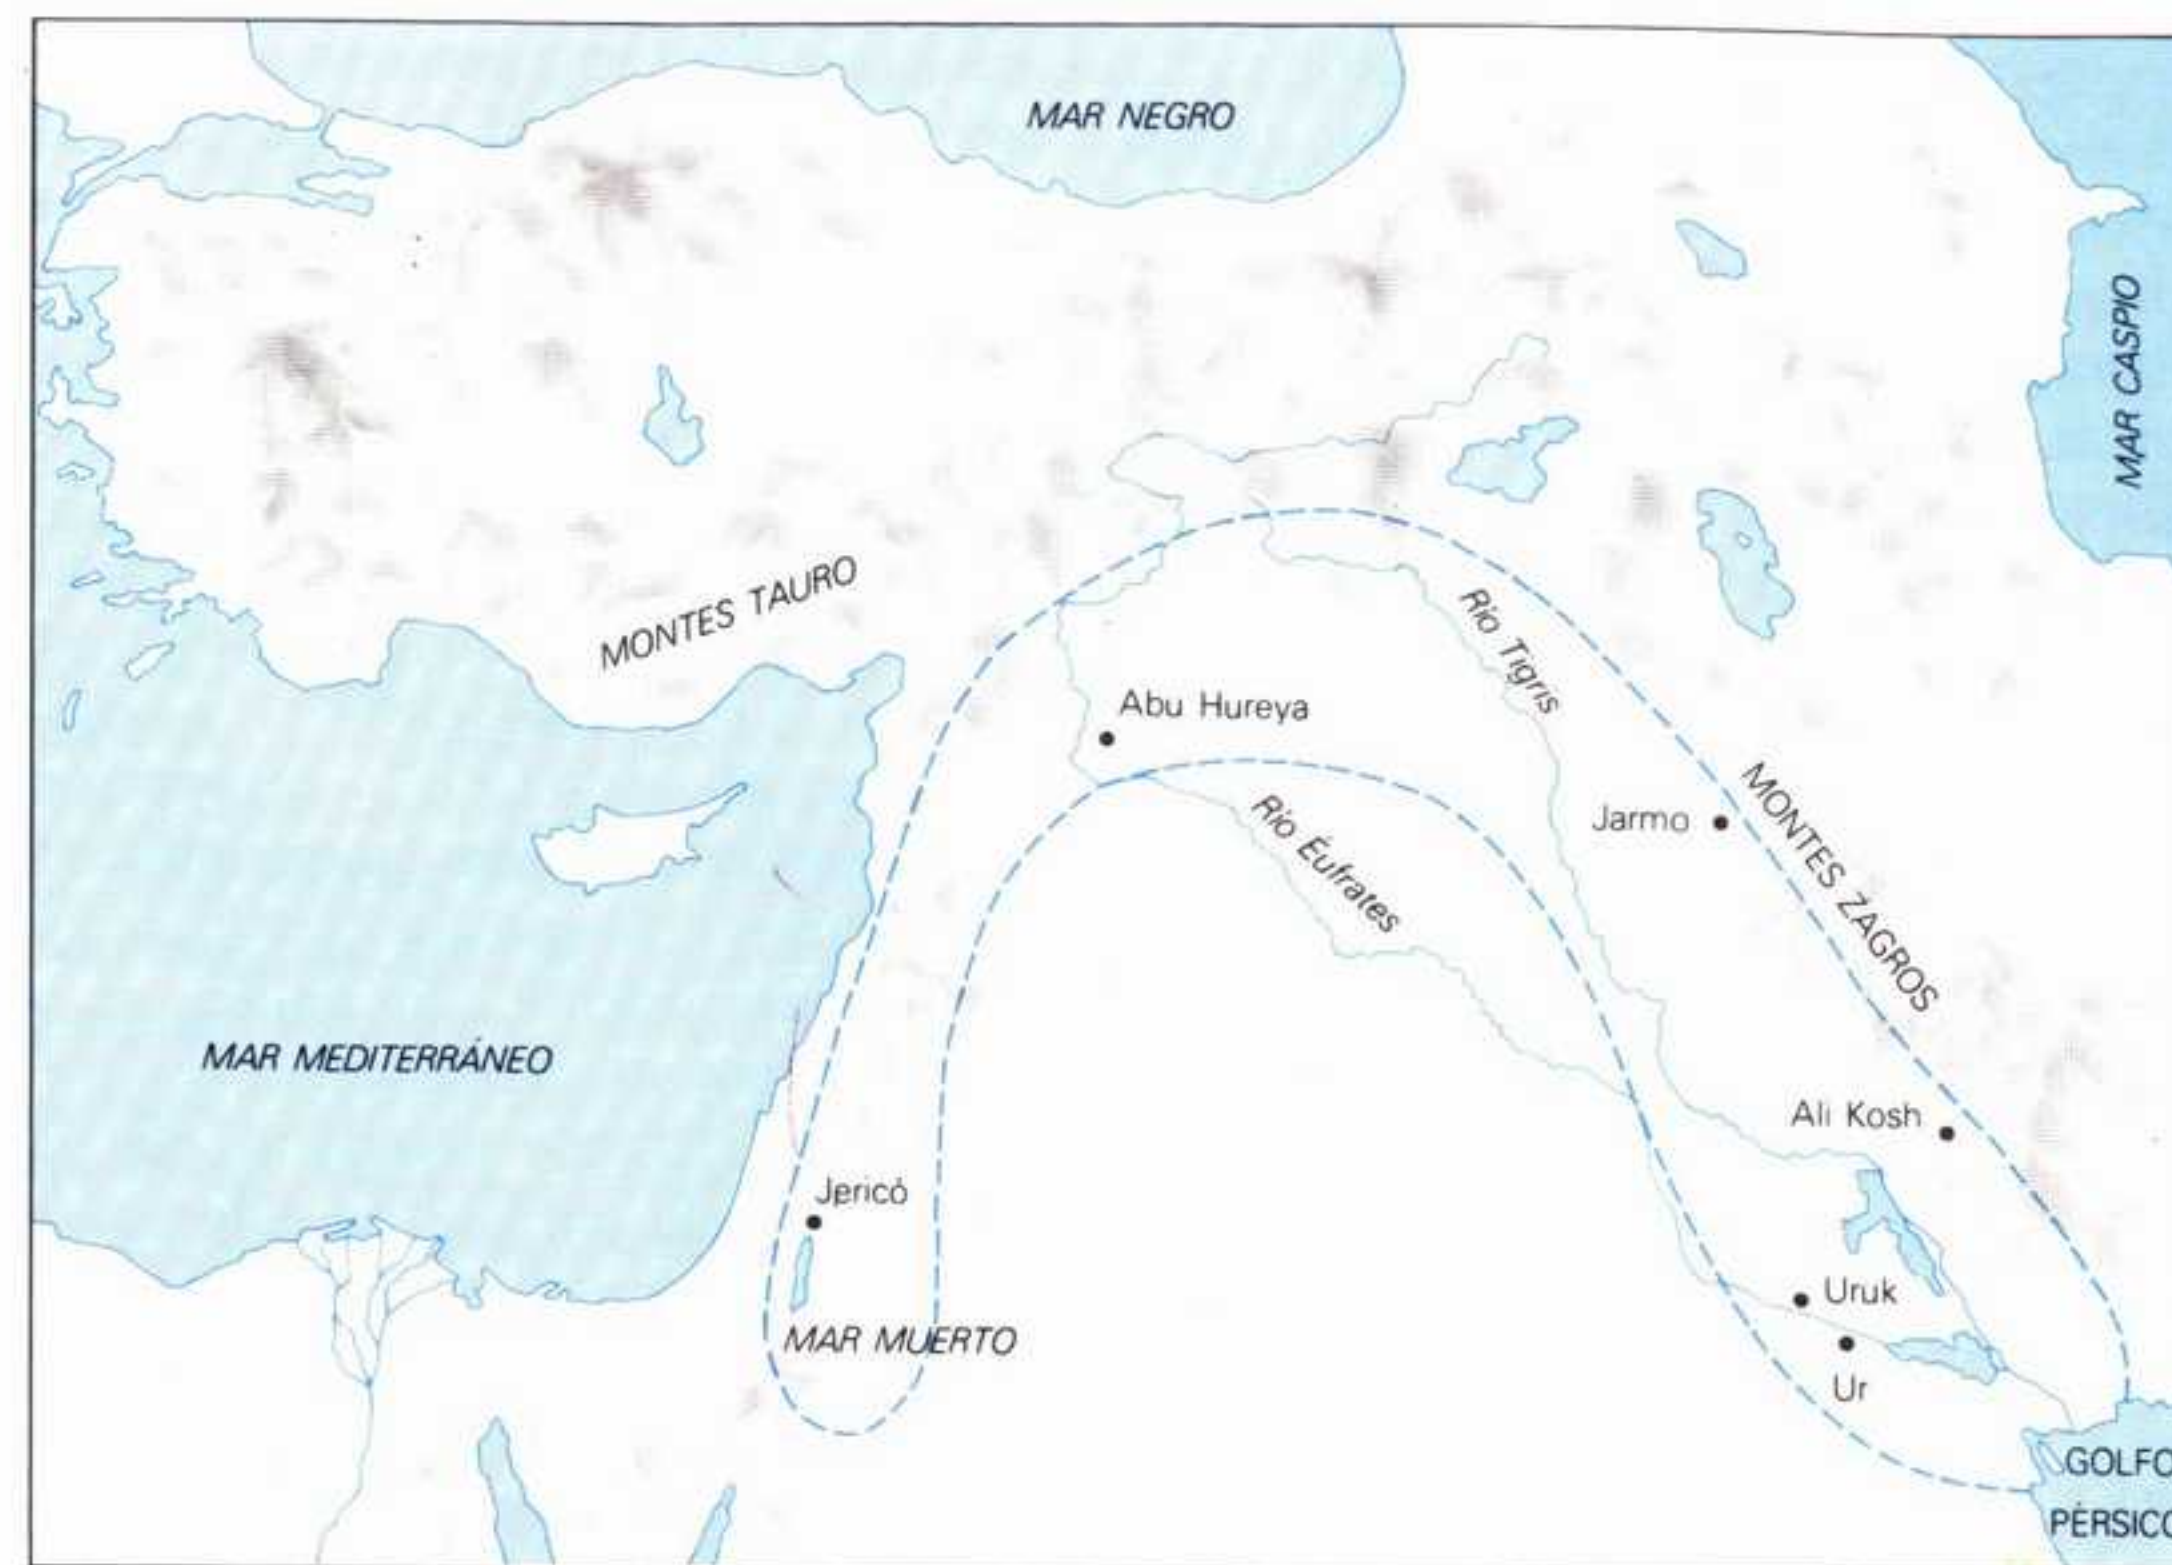 MAR NEGRO
MAR CASPIO
MONTES TAURO
Río Tigris
Abu Hureya
MONTES ZAGROS
Jarmo
Río Éufrates
MAR MEDITERRÁNEO
Ali Kosh
Jericó
Uruk
MAR MUERTO
Ur
GOLFO
PÉRSICO